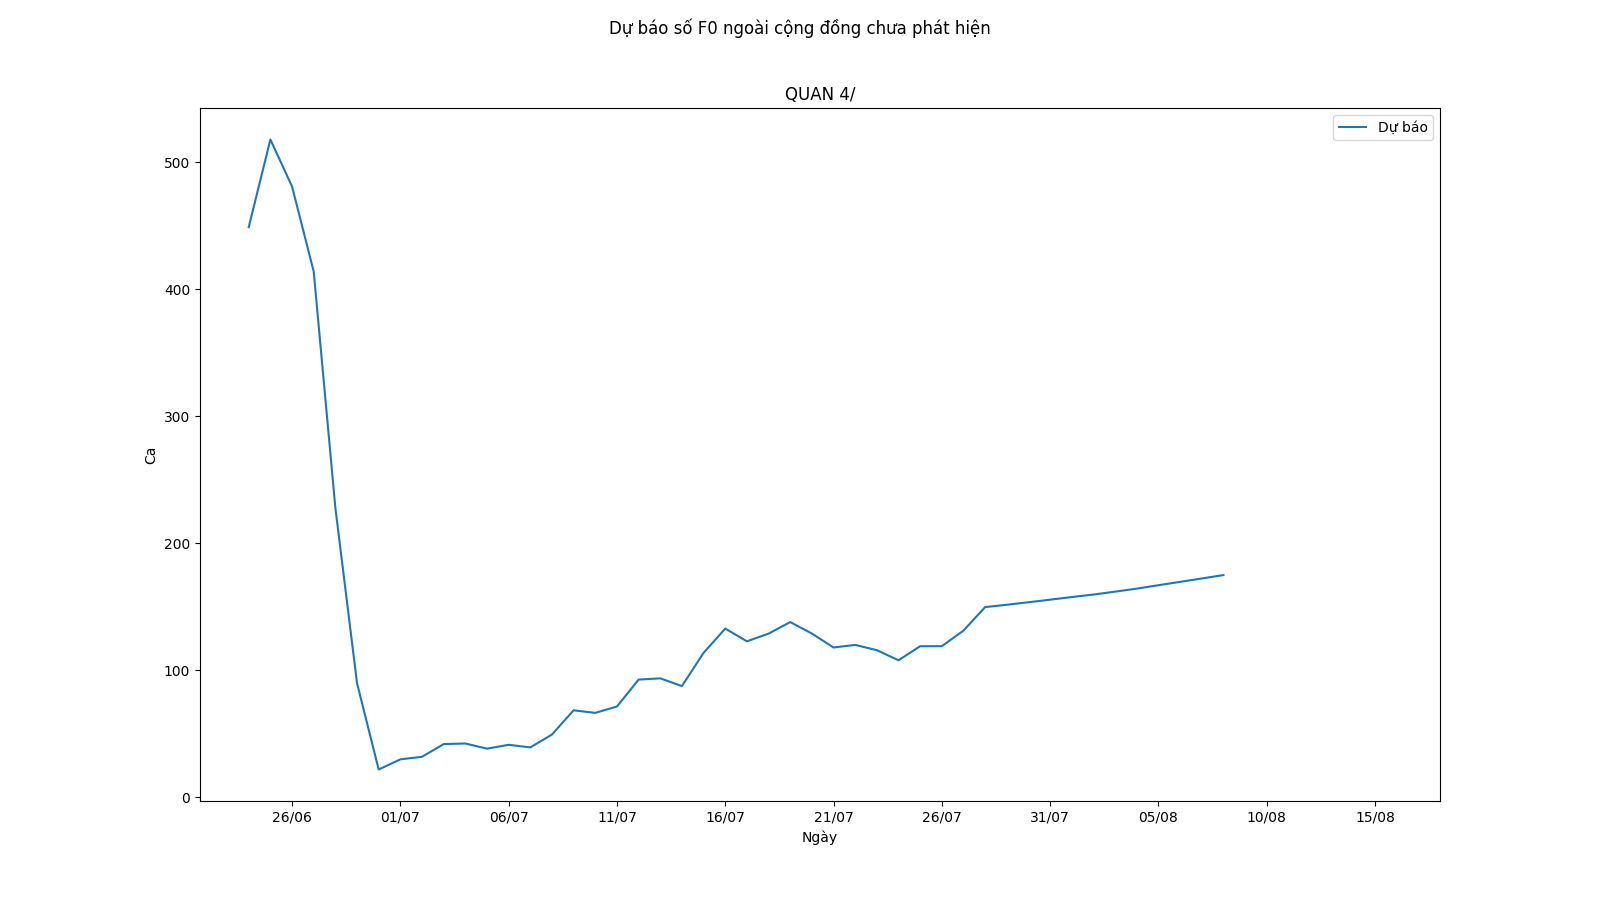 Dự báo số F0 ngoài cộng đồng chưa phát hiện
QUAN 4/
Dự báo
500
400
300
200
100
0
Ca
26/06 01/07 06/07 11/07 16/07 21/07 26/07 31/07 05/08 10/08 15/08
Ngày